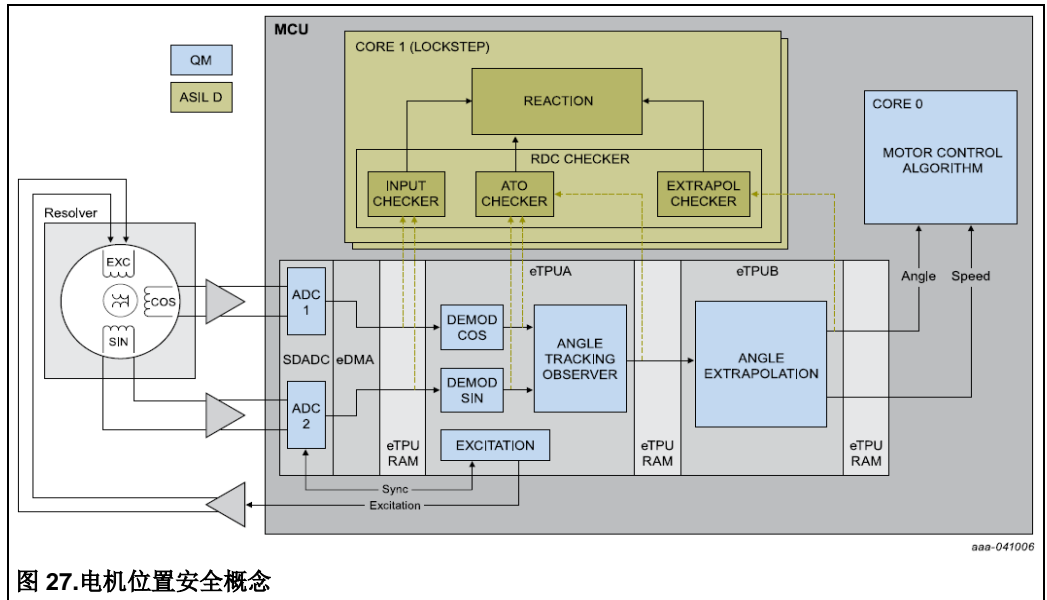 MCU
QM
ASIL D
CORE 1 (LOCKSTEP)
REACTION
RDC CHECKER
INPUT
CHECKER
ATO
CHECKER
EXTRAPOL
CHECKER
CORE 0
MOTOR CONTROL
ALGORITHM
Resolver
EXC
COS
SIN
ADC
1
SDADC
ADC
2
eDMA
eTPU
RAM
eTPUA
DEMOD
COS
DEMOD
SIN
ANGLE
TRACKING
OBSERVER
EXCITATION
eTPU
RAM
eTPUB
ANGLE
EXTRAPOLATION
eTPU
RAM
Angle
Speed
Sync
Excitation
aaa-041006
图 27.电机位置安全概念